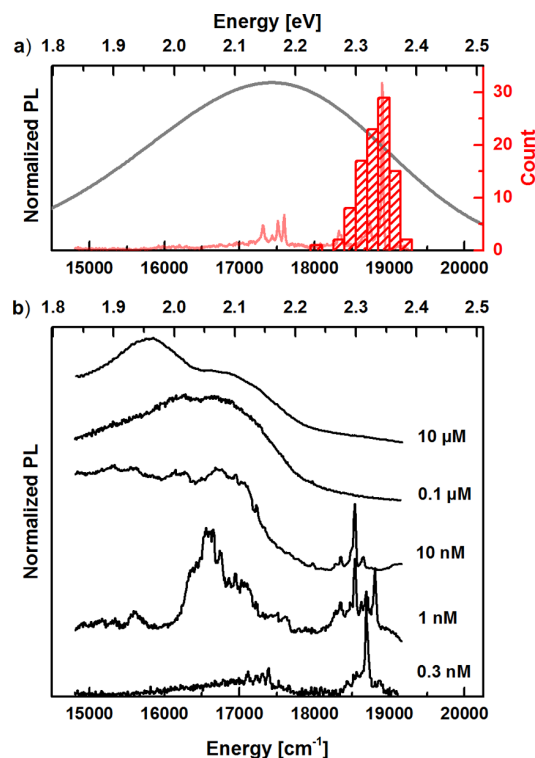 Energy [eV]
a)
1.8 1.9 2.0 2.1 2.2 2.3 2.4 2.5
Normalized PL
30
20
10
0
Count
15000 16000 17000 18000 19000 20000
b)
1.8 1.9 2.0 2.1 2.2 2.3 2.4 2.5
Normalized PL
10 µM
0.1 µM
10 nM
1 nM
0.3 nM
15000 16000 17000 18000 19000 20000
Energy [cm⁻¹]